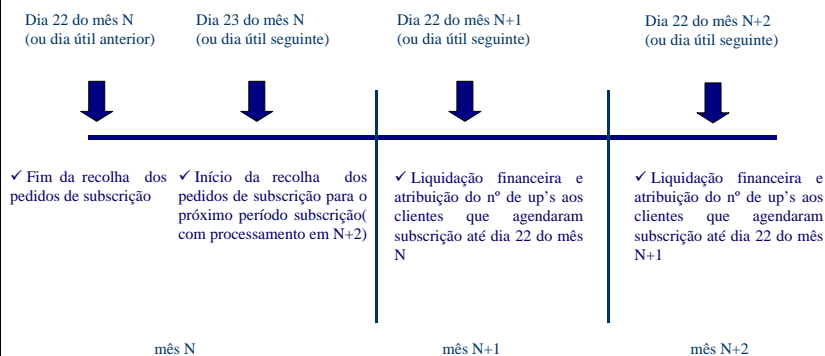 Dia 22 do mês N
(ou dia útil anterior)
Dia 23 do mês N
(ou dia útil seguinte)
Dia 22 do mês N+1
(ou dia útil seguinte)
Dia 22 do mês N+2
(ou dia útil seguinte)
✓ Fim da recolha dos
pedidos de subscrição
✓ Início da recolha dos
pedidos de subscrição para o
próximo período subscrição(
com processamento em N+2)
✓ Liquidação financeira e
atribuição do nº de up’s aos
clientes que agendaram
subscrição até dia 22 do mês
N
✓ Liquidação financeira e
atribuição do nº de up’s aos
clientes que agendaram
subscrição até dia 22 do mês
N+1
mês N
mês N+1
mês N+2